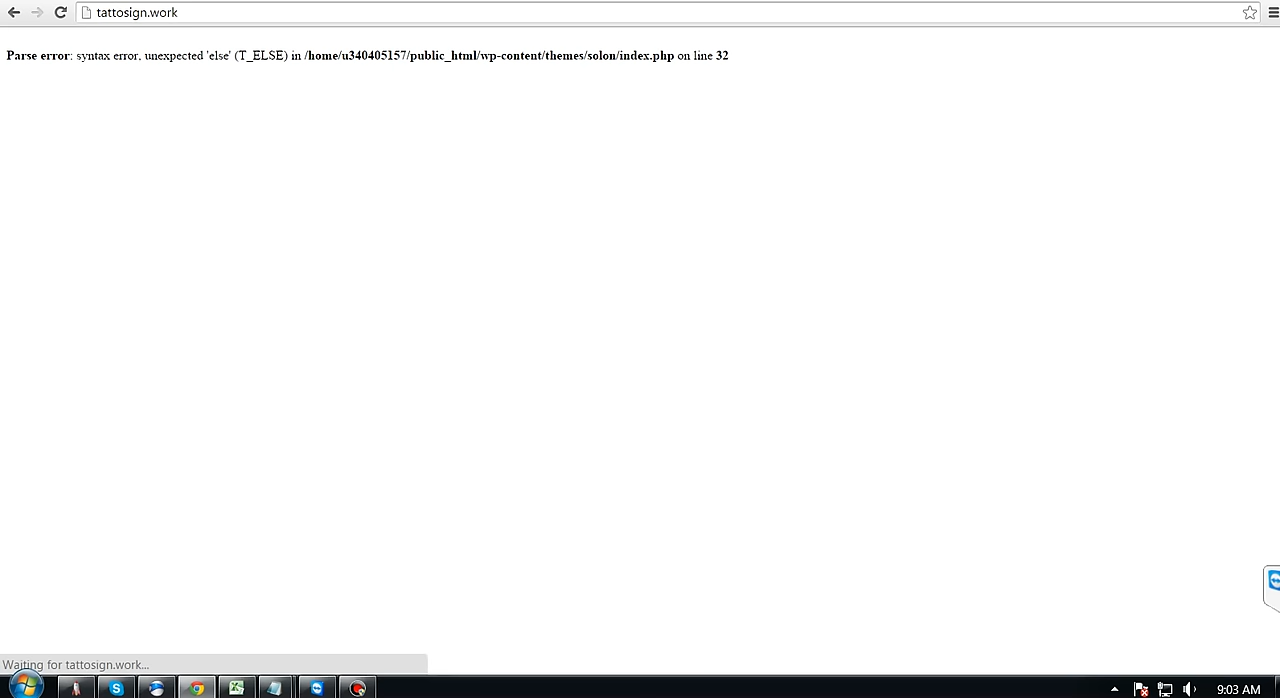 tattosign.work
Parse error: syntax error, unexpected 'else' (T_ELSE) in /home/u340405157/public_html/wp-content/themes/solon/index.php on line 32
Waiting for tattosign.work...
9:03 AM